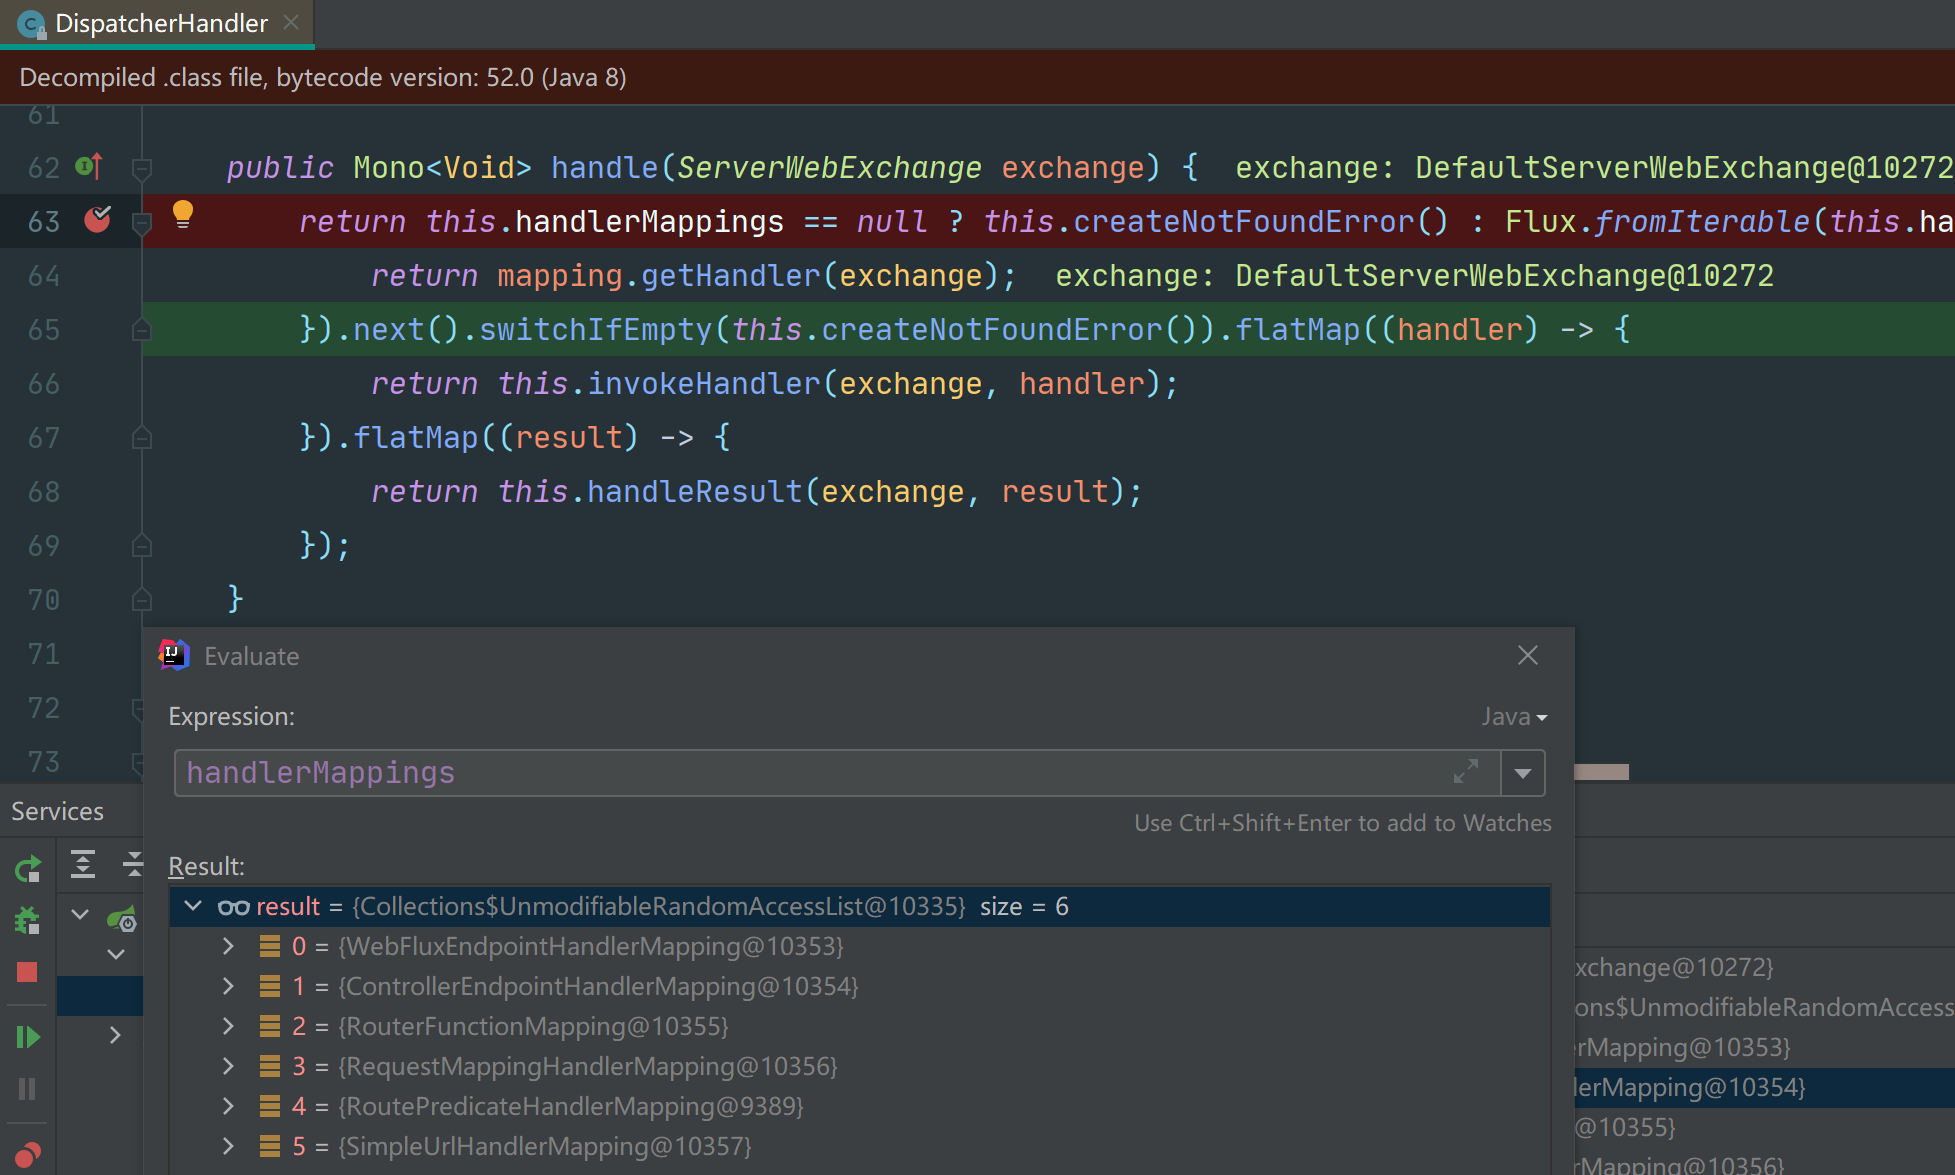 DispatcherHandler
Decompiled .class file, bytecode version: 52.0 (Java 8)
61
62 public Mono<Void> handle(ServerWebExchange exchange) { exchange: DefaultServerWebExchange@10272
63 return this.handlerMappings == null ? this.createNotFoundError() : Flux.fromIterable(this.ha
64 return mapping.getHandler(exchange); exchange: DefaultServerWebExchange@10272
65 }).next().switchIfEmpty(this.createNotFoundError()).flatMap((handler) -> {
66 return this.invokeHandler(exchange, handler);
67 }).flatMap((result) -> {
68 return this.handleResult(exchange, result);
69 });
70 }
71
72
73
Evaluate
Expression:
Java
handlerMappings
Use Ctrl+Shift+Enter to add to Watches
Services
Result:
result = {Collections$UnmodifiableRandomAccessList@10335} size = 6
0 = {WebFluxEndpointHandlerMapping@10353}
1 = {ControllerEndpointHandlerMapping@10354}
2 = {RouterFunctionMapping@10355}
3 = {RequestMappingHandlerMapping@10356}
4 = {RoutePredicateHandlerMapping@9389}
5 = {SimpleUrlHandlerMapping@10357}
xchange@10272}
ons$UnmodifiableRandomAccess
rMapping@10353}
lerMapping@10354}
@10355}
rMapping@10356}